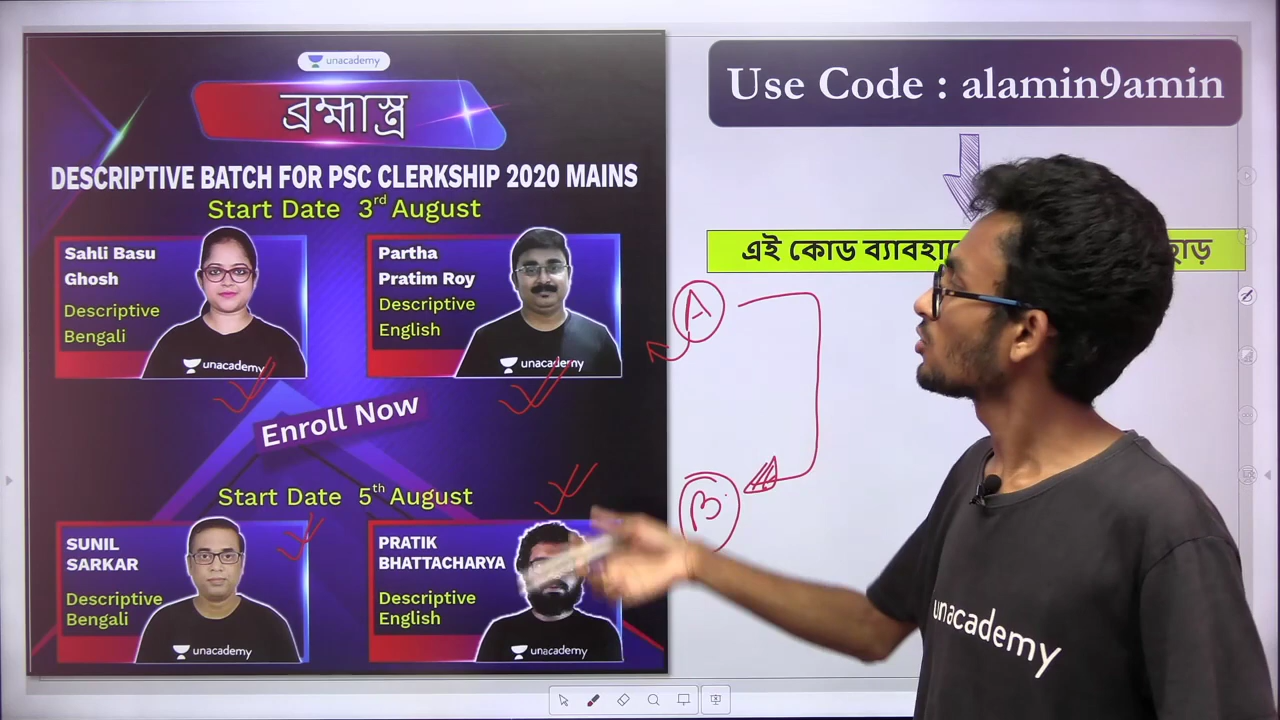 unacademy
ব্রহ্মাস্ত্র
DESCRIPTIVE BATCH FOR PSC CLERKSHIP 2020 MAINS
Start Date 3rd August
Sahli Basu
Ghosh
Descriptive
Bengali
unacademy
Partha
Pratim Roy
Descriptive
English
unacademy
Enroll Now
Start Date 5th August
SUNIL
SARKAR
Descriptive
Bengali
unacademy
PRATIK
BHATTACHARYA
Descriptive
English
unacademy
Use Code : alamin9amin
এই কোড
A
B
unacademy